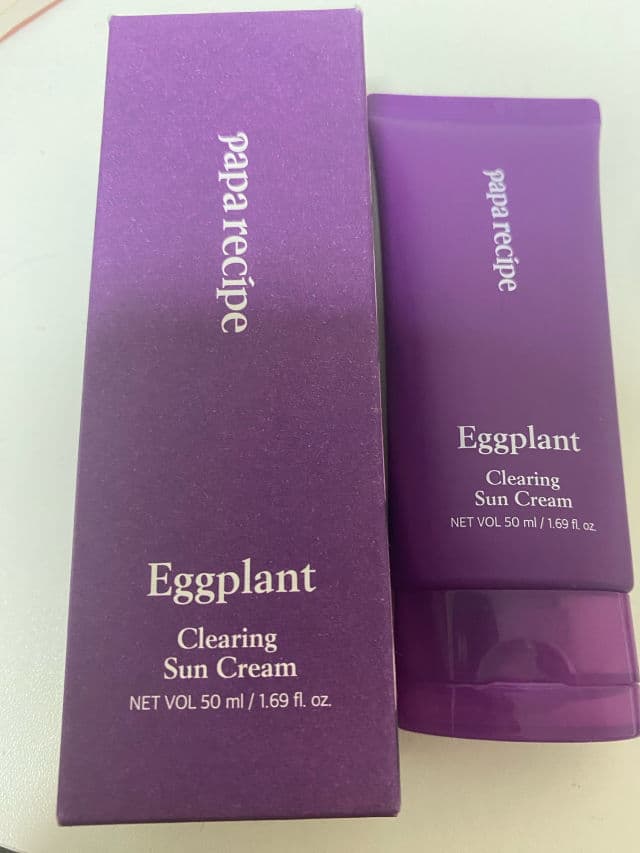 papa recipe
Eggplant
Clearing
Sun Cream
NET VOL 50 ml / 1.69 fl. oz.
papa recipe
Eggplant
Clearing
Sun Cream
NET VOL 50 ml / 1.69 fl. oz.